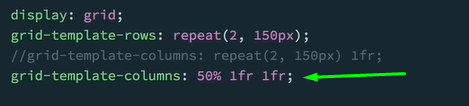 display: grid;
grid-template-rows: repeat(2, 150px);
//grid-template-columns: repeat(2, 150px) 1fr;
grid-template-columns: 50% 1fr 1fr;